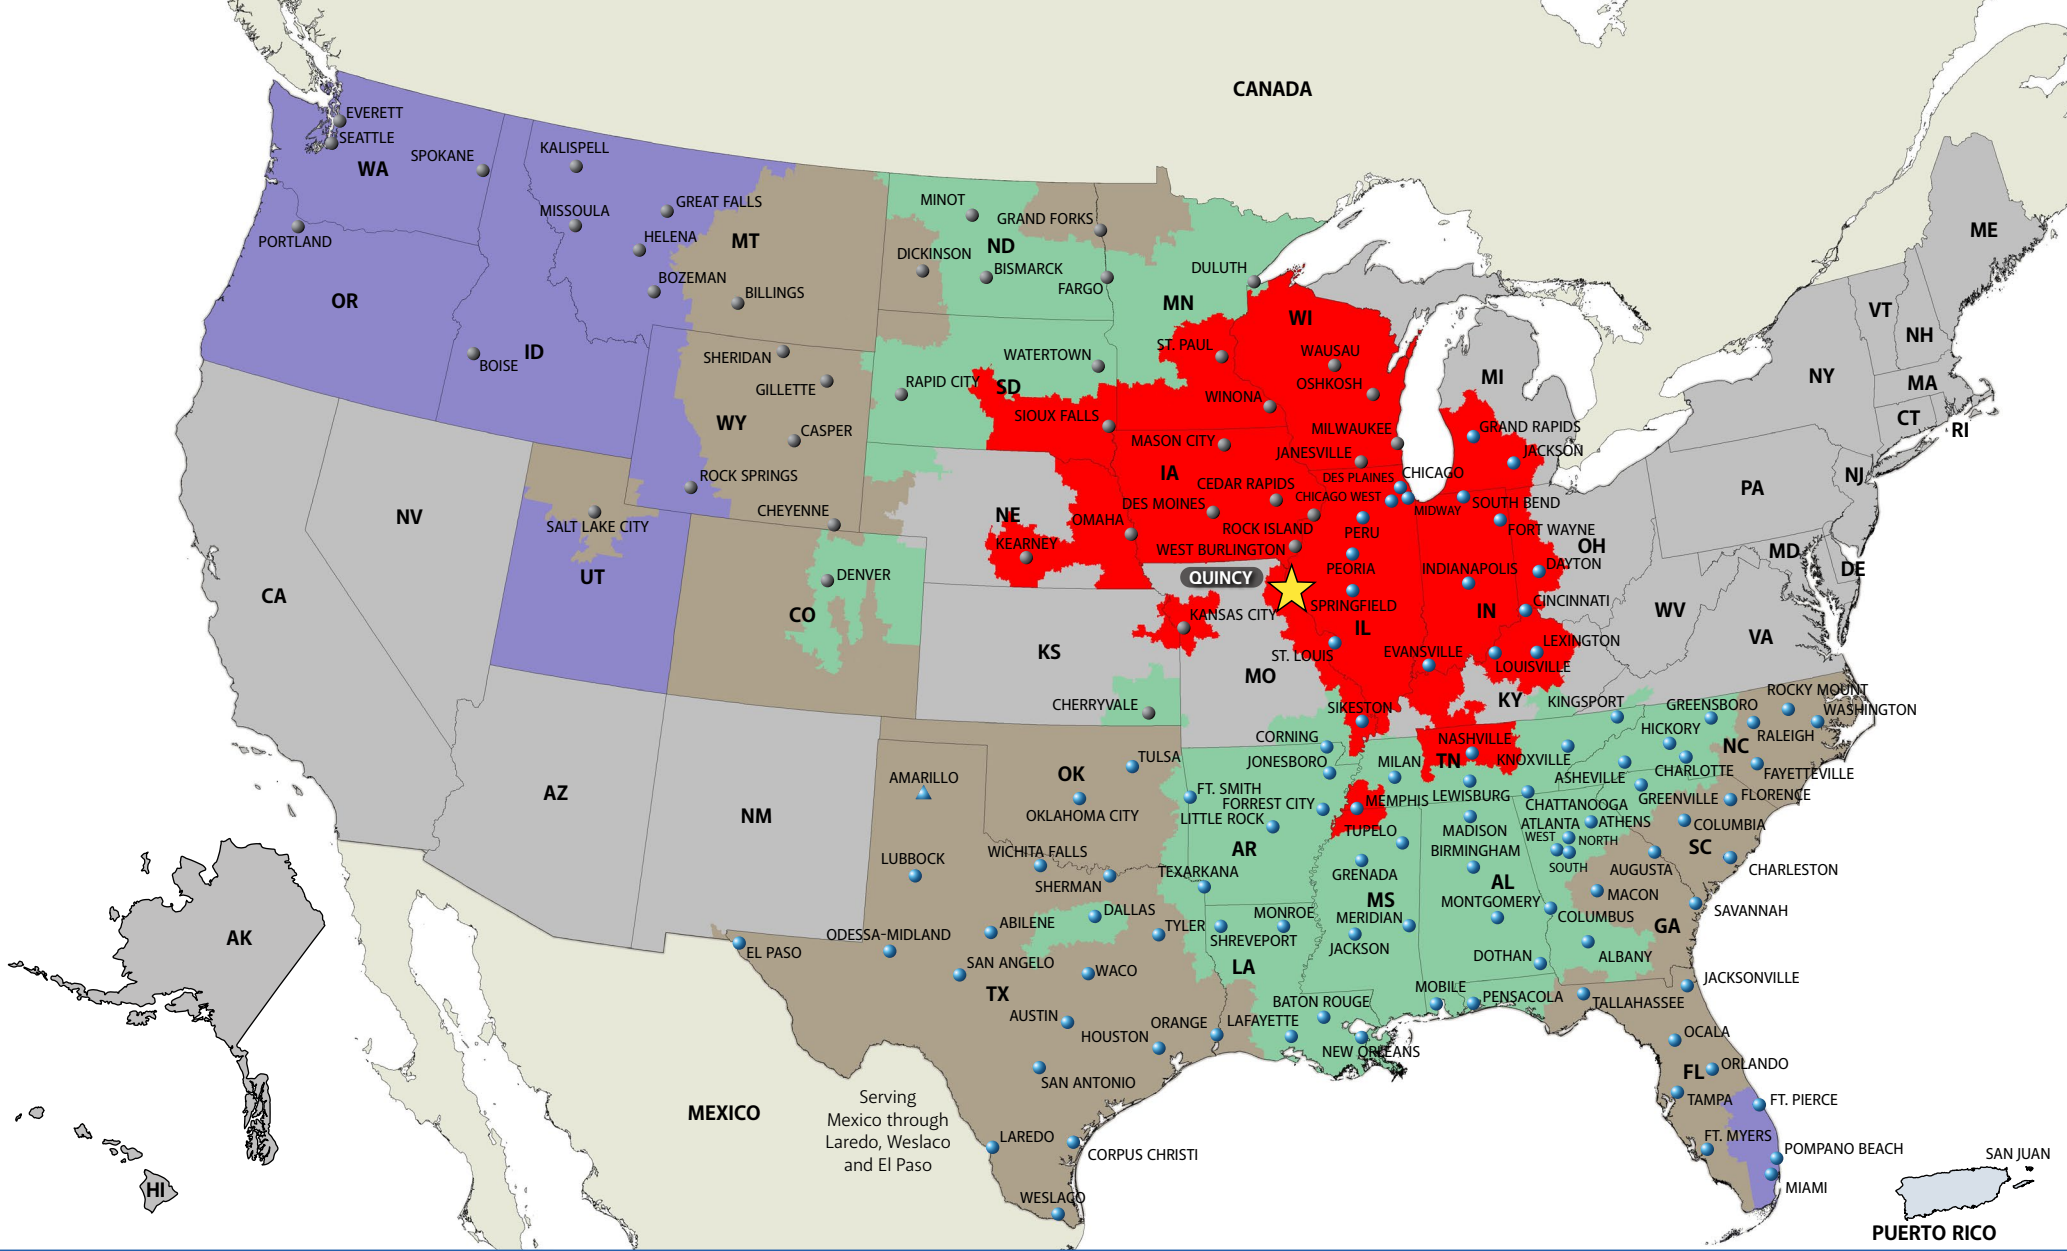 CANADA
EVERETT
SEATTLE
SPOKANE
WA
KALISPELL
MISSOULA
GREAT FALLS
HELENA
MT
PORTLAND
BOZEMAN
BILLINGS
OR
ID
BOISE
MINOT
GRAND FORKS
ND
DICKINSON
BISMARCK
FARGO
DULUTH
MN
WI
ME
VT
NH
SHERIDAN
GILLETTE
WY
CASPER
ROCK SPRINGS
CHEYENNE
WATERTOWN
RAPID CITY
SD
SIOUX FALLS
ST. PAUL
WAUSAU
OSHKOSH
WINONA
MI
NY
MA
CT
RI
MILWAUKEE
MASON CITY
JANESVILLE
GRAND RAPIDS
JACKSON
IA
CEDAR RAPIDS
DES PLAINES
CHICAGO
CHICAGO WEST
MIDWAY
SOUTH BEND
PA
NJ
NV
SALT LAKE CITY
UT
NE
OMAHA
DES MOINES
ROCK ISLAND
PERU
FORT WAYNE
OH
KEARNEY
WEST BURLINGTON
QUINCY
PEORIA
INDIANAPOLIS
DAYTON
MD
DE
CA
DENVER
CO
KANSAS CITY
SPRINGFIELD
IL
IN
CINCINNATI
WV
VA
KS
MO
ST. LOUIS
EVANSVILLE
LEXINGTON
LOUISVILLE
KY
CHERRYVALE
SIKESTON
KINGSPORT
GREENSBORO
ROCKY MOUNT
WASHINGTON
HICKORY
RALEIGH
NC
CORNING
NASHVILLE
TN
KNOXVILLE
JONESBORO
MILAN
ASHEVILLE
CHARLOTTE
FAYETTEVILLE
AZ
NM
AMARILLO
OK
TULSA
OKLAHOMA CITY
FT. SMITH
FORREST CITY
LITTLE ROCK
MEMPHIS
LEWISBURG
CHATTANOOGA
GREENVILLE
FLORENCE
TUPELO
MADISON
ATLANTA
ATHENS
WEST
NORTH
SOUTH
COLUMBIA
SC
LUBBOCK
WICHITA FALLS
SHERMAN
AR
TEXARKANA
GRENADA
BIRMINGHAM
AUGUSTA
CHARLESTON
MS
AL
MACON
ABILENE
DALLAS
TYLER
MONROE
SHREVEPORT
MERIDIAN
JACKSON
MONTGOMERY
COLUMBUS
GA
SAVANNAH
ODESSA-MIDLAND
EL PASO
SAN ANGELO
WACO
TX
LA
DOTHAN
ALBANY
JACKSONVILLE
AUSTIN
HOUSTON
ORANGE
LAFAYETTE
BATON ROUGE
MOBILE
PENSACOLA
TALLAHASSEE
NEW ORLEANS
OCALA
SAN ANTONIO
ORLANDO
FL
TAMPA
FT. PIERCE
AK
HI
MEXICO
Serving
Mexico through
Laredo, Weslaco
and El Paso
LAREDO
CORPUS CHRISTI
WESLACO
FT. MYERS
POMPANO BEACH
MIAMI
SAN JUAN
PUERTO RICO